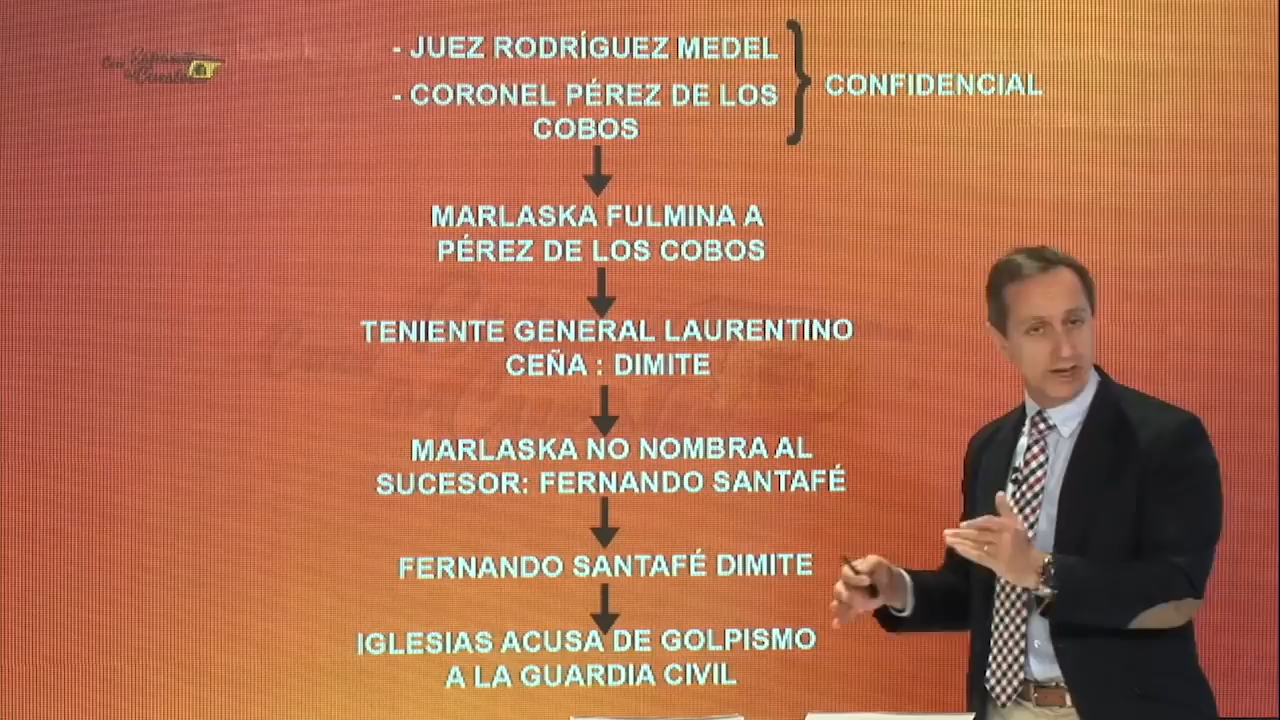 - JUEZ RODRÍGUEZ MEDEL
- CORONEL PÉREZ DE LOS
COBOS
CONFIDENCIAL
MARLASKA FULMINA A
PÉREZ DE LOS COBOS
TENIENTE GENERAL LAURENTINO
CEÑA : DIMITE
MARLASKA NO NOMBRA AL
SUCESOR: FERNANDO SANTAFÉ
FERNANDO SANTAFÉ DIMITE
IGLESIAS ACUSA DE GOLPISMO
A LA GUARDIA CIVIL